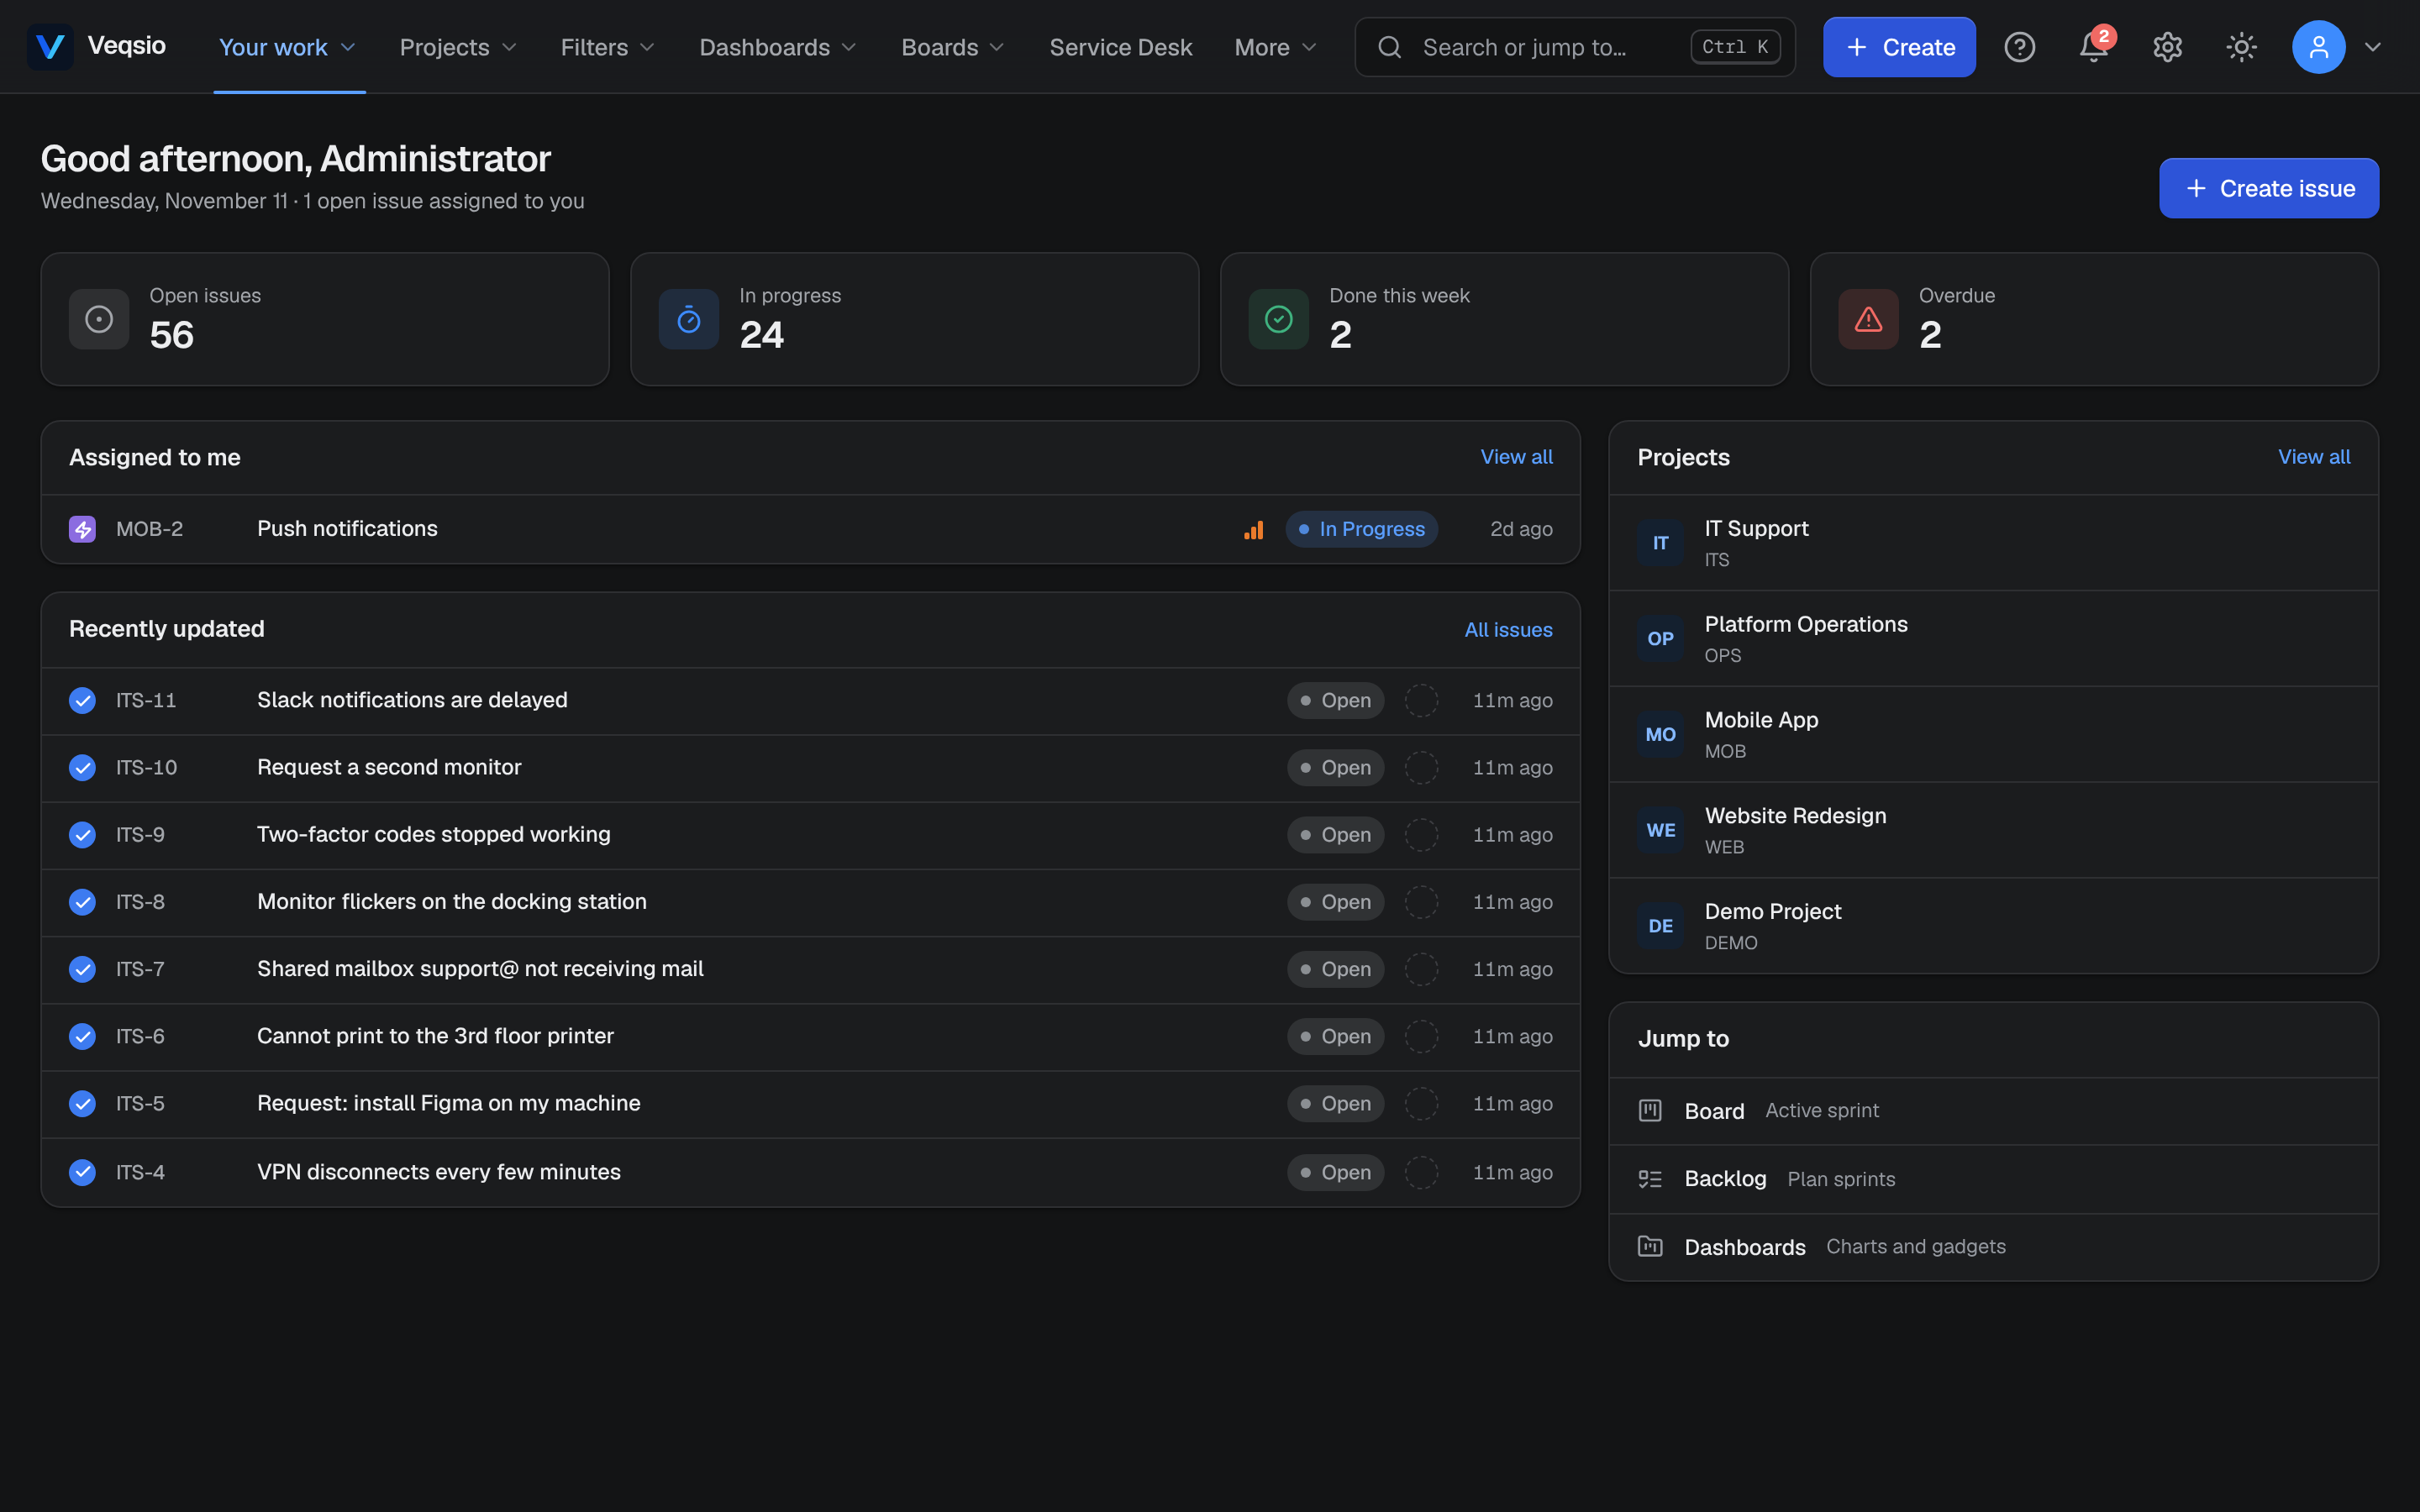 Veqsio
Your work
Projects
Filters
Dashboards
Boards
Service Desk
More
Search or jump to...
Ctrl K
Create
2
Good afternoon, Administrator
Wednesday, November 11 · 1 open issue assigned to you
Create issue
Open issues
56
In progress
24
Done this week
2
Overdue
2
Assigned to me
View all
MOB-2 Push notifications In Progress 2d ago
Recently updated
All issues
ITS-11 Slack notifications are delayed Open 11m ago
ITS-10 Request a second monitor Open 11m ago
ITS-9 Two-factor codes stopped working Open 11m ago
ITS-8 Monitor flickers on the docking station Open 11m ago
ITS-7 Shared mailbox support@ not receiving mail Open 11m ago
ITS-6 Cannot print to the 3rd floor printer Open 11m ago
ITS-5 Request: install Figma on my machine Open 11m ago
ITS-4 VPN disconnects every few minutes Open 11m ago
Projects
View all
IT
IT Support
ITS
OP
Platform Operations
OPS
MO
Mobile App
MOB
WE
Website Redesign
WEB
DE
Demo Project
DEMO
Jump to
Board Active sprint
Backlog Plan sprints
Dashboards Charts and gadgets